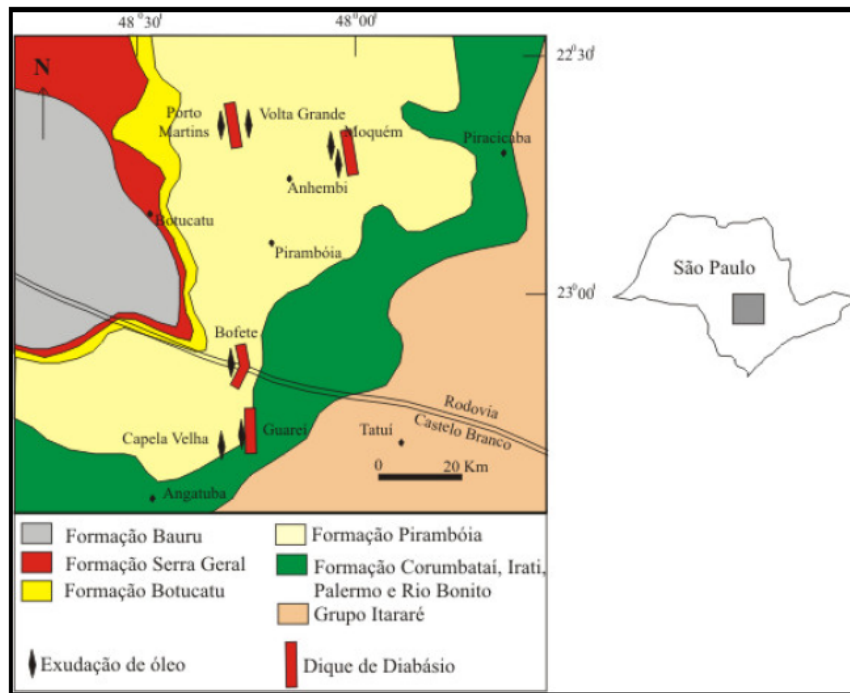 48°30'
48°00'
22°30'
N
Porto
Martins
Volta Grande
Moquém
Piracicaba
Anhembi
Botucatu
Pirambóia
São Paulo
23°00'
Bofete
Rodovia
Castelo Branco
Capela Velha
Guareí
Tatuí
0 20 Km
Angatuba
Formação Bauru
Formação Serra Geral
Formação Botucatu
Formação Pirambóia
Formação Corumbataí, Irati,
Palermo e Rio Bonito
Grupo Itararé
Exudação de óleo
Dique de Diabásio